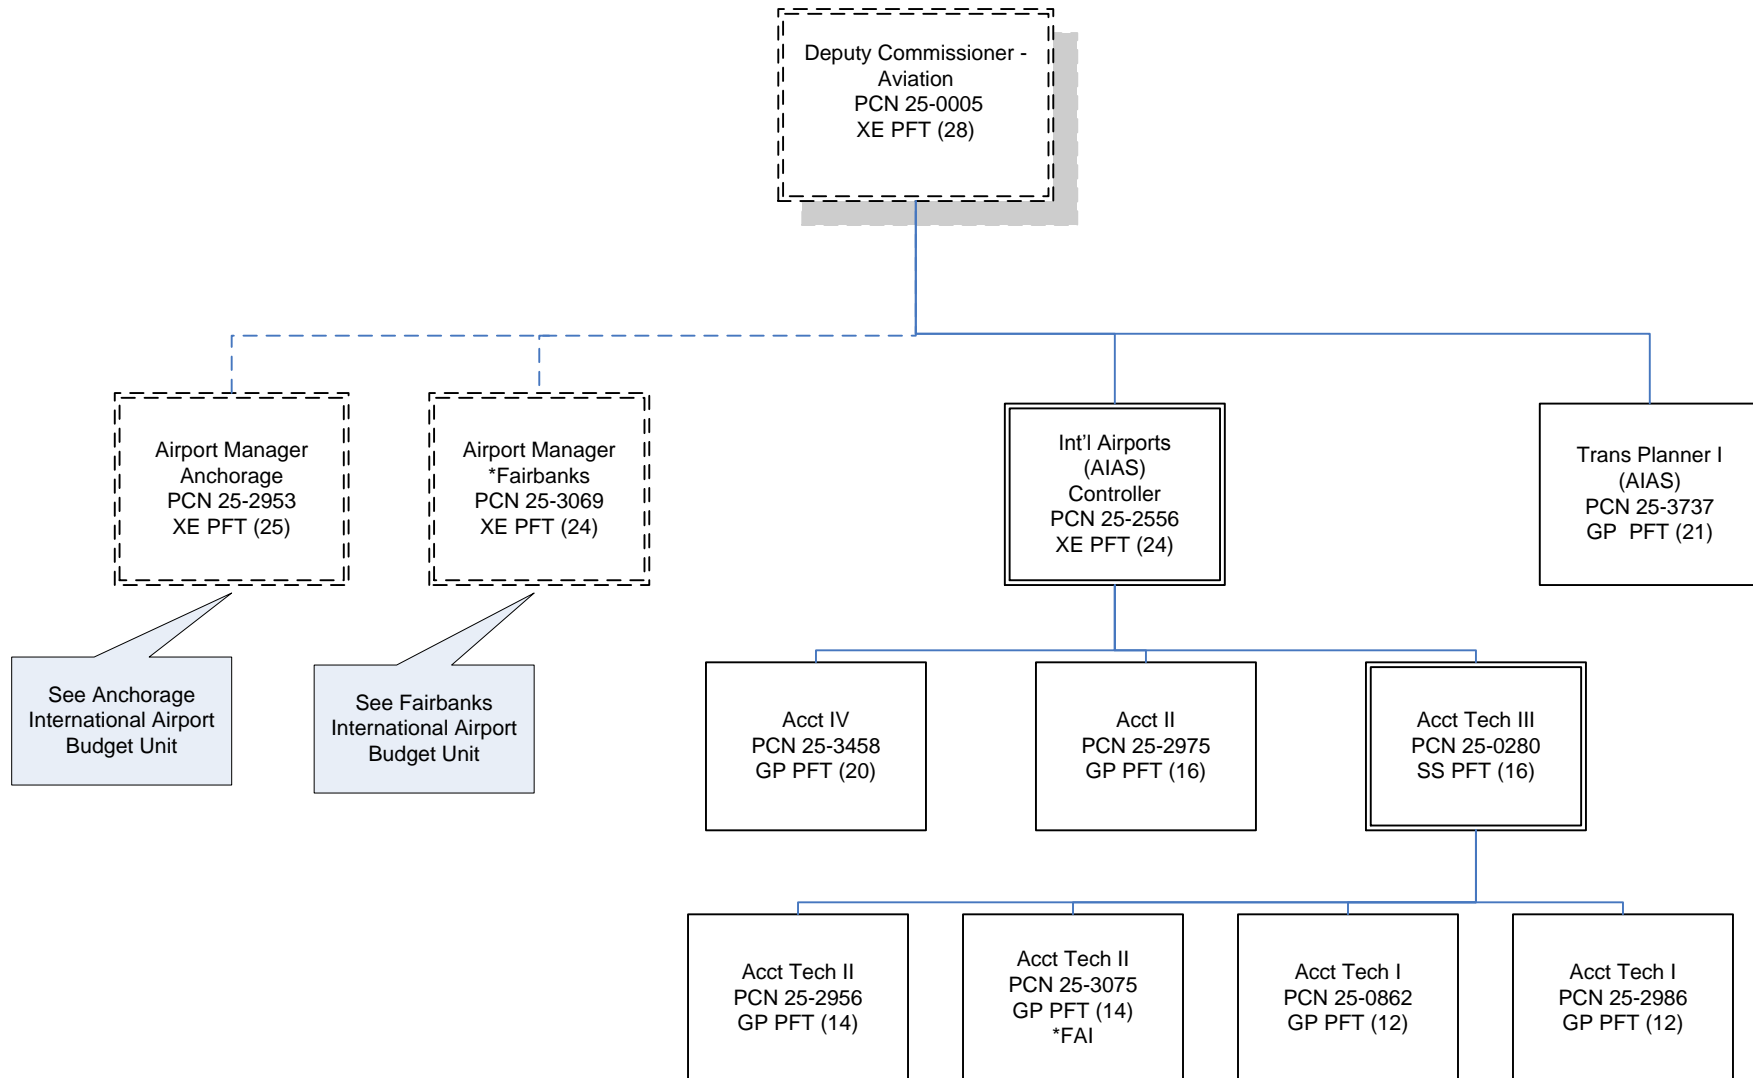 Deputy Commissioner -
Aviation
PCN 25-0005
XE PFT (28)
Airport Manager
Anchorage
PCN 25-2953
XE PFT (25)
Airport Manager
*Fairbanks
PCN 25-3069
XE PFT (24)
Int'l Airports
(AIAS)
Controller
PCN 25-2556
XE PFT (24)
Trans Planner I
(AIAS)
PCN 25-3737
GP  PFT (21)
See Anchorage
International Airport
Budget Unit
See Fairbanks
International Airport
Budget Unit
Acct IV
PCN 25-3458
GP PFT (20)
Acct II
PCN 25-2975
GP PFT (16)
Acct Tech III
PCN 25-0280
SS PFT (16)
Acct Tech II
PCN 25-2956
GP PFT (14)
Acct Tech II
PCN 25-3075
GP PFT (14)
*FAI
Acct Tech I
PCN 25-0862
GP PFT (12)
Acct Tech I
PCN 25-2986
GP PFT (12)